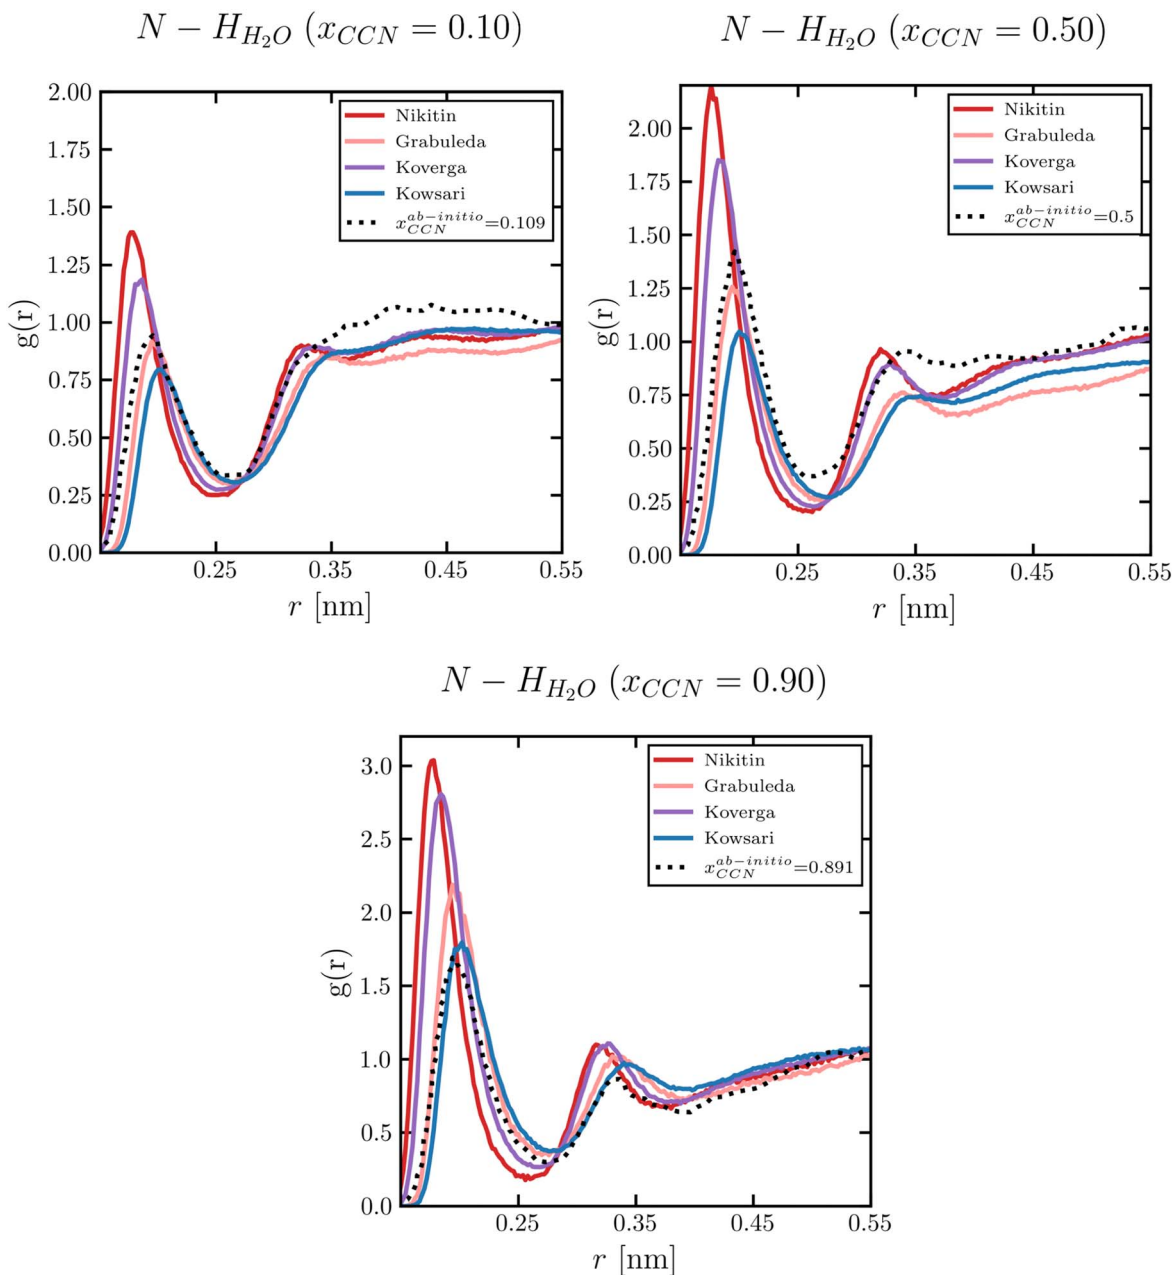 N − H_{H_2O} (x_{CCN} = 0.10)
2.00
1.75
1.50
1.25
1.00
0.75
0.50
0.25
0.00
g(r)
Nikitin
Grabuleda
Koverga
Kowsari
x_{CCN}^{ab−initio}=0.109
0.25 0.35 0.45 0.55
r [nm]
N − H_{H_2O} (x_{CCN} = 0.50)
2.00
1.75
1.50
1.25
1.00
0.75
0.50
0.25
0.00
g(r)
Nikitin
Grabuleda
Koverga
Kowsari
x_{CCN}^{ab−initio}=0.5
0.25 0.35 0.45 0.55
r [nm]
N − H_{H_2O} (x_{CCN} = 0.90)
3.0
2.5
2.0
1.5
1.0
0.5
0.0
g(r)
Nikitin
Grabuleda
Koverga
Kowsari
x_{CCN}^{ab−initio}=0.891
0.25 0.35 0.45 0.55
r [nm]